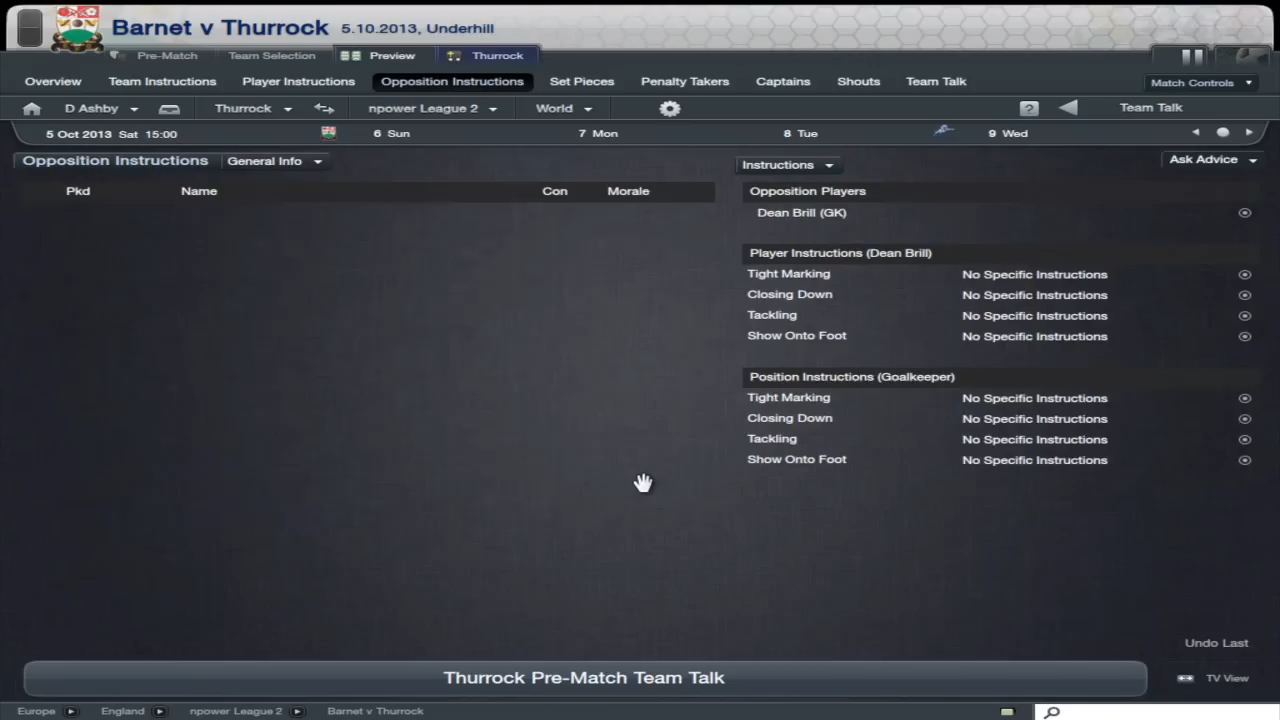 Barnet v Thurrock 5.10.2013, Underhill
Pre-Match Team Selection Preview Thurrock
Overview Team Instructions Player Instructions Opposition Instructions Set Pieces Penalty Takers Captains Shouts Team Talk Match Controls
D Ashby Thurrock npower League 2 World ? Team Talk
5 Oct 2013 Sat 15:00 6 Sun 7 Mon 8 Tue 9 Wed
Opposition Instructions General Info Instructions Ask Advice
Pkd Name Con Morale
Opposition Players
Dean Brill (GK)
Player Instructions (Dean Brill)
Tight Marking No Specific Instructions
Closing Down No Specific Instructions
Tackling No Specific Instructions
Show Onto Foot No Specific Instructions
Position Instructions (Goalkeeper)
Tight Marking No Specific Instructions
Closing Down No Specific Instructions
Tackling No Specific Instructions
Show Onto Foot No Specific Instructions
Undo Last
Thurrock Pre-Match Team Talk
TV View
Europe England npower League 2 Barnet v Thurrock